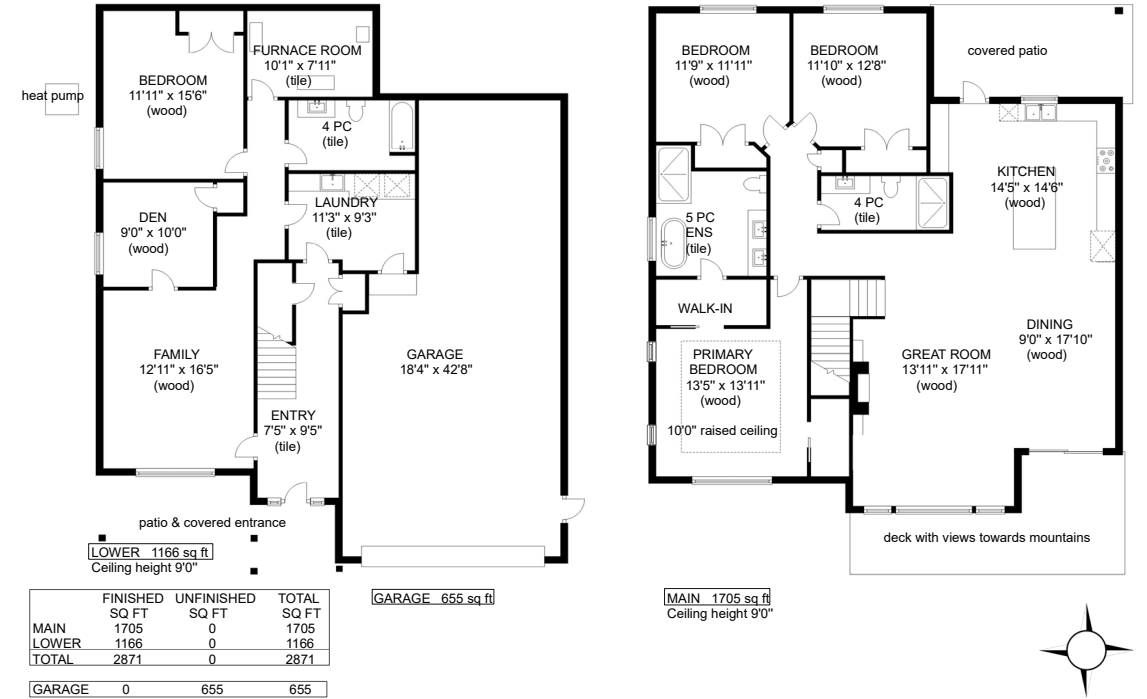 FURNACE ROOM
10'1" x 7'11"
(tile)
BEDROOM
11'11" x 15'6"
(wood)
heat pump
4 PC
(tile)
LAUNDRY
11'3" x 9'3"
(tile)
DEN
9'0" x 10'0"
(wood)
FAMILY
12'11" x 16'5"
(wood)
GARAGE
18'4" x 42'8"
ENTRY
7'5" x 9'5"
(tile)
patio & covered entrance
LOWER 1166 sq ft
Ceiling height 9'0"
GARAGE 655 sq ft
BEDROOM
11'9" x 11'11"
(wood)
BEDROOM
11'10" x 12'8"
(wood)
covered patio
KITCHEN
14'5" x 14'6"
(wood)
4 PC
(tile)
5 PC
ENS
(tile)
WALK-IN
PRIMARY
BEDROOM
13'5" x 13'11"
(wood)
10'0" raised ceiling
GREAT ROOM
13'11" x 17'11"
(wood)
DINING
9'0" x 17'10"
(wood)
deck with views towards mountains
MAIN 1705 sq ft
Ceiling height 9'0"
FINISHED UNFINISHED TOTAL
SQ FT SQ FT SQ FT
MAIN 1705 0 1705
LOWER 1166 0 1166
TOTAL 2871 0 2871
GARAGE 0 655 655